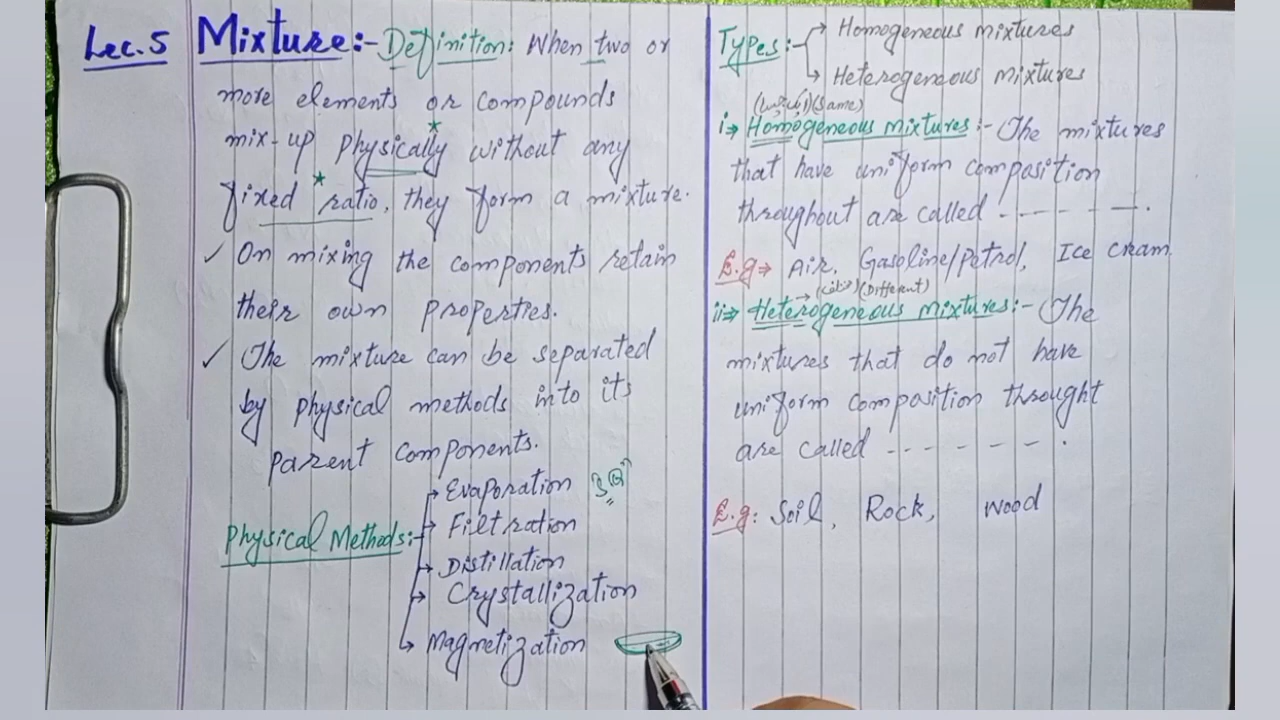 Lec.5 Mixture:- Definition: When two or
more elements or compounds
mix-up physically without any
fixed ratio, they form a mixture.
✓ On mixing the components retain
their own properties.
✓ The mixture can be separated
by physical methods into its
parent components.
Physical Methods:-
→ Evaporation
→ Filtration
→ Distillation
→ Crystallization
→ Magnetization
Types:-
→ Homogeneous mixtures
→ Heterogeneous mixtures
(same)
i⇒ Homogeneous mixtures:- The mixtures
that have uniform composition
throughout are called ------.
E.g⇒ Air, Gasoline/Petrol, Ice cream
(Different)
ii⇒ Heterogeneous mixtures:- The
mixtures that do not have
uniform composition throught
are called ------.
E.g: Soil, Rock, wood